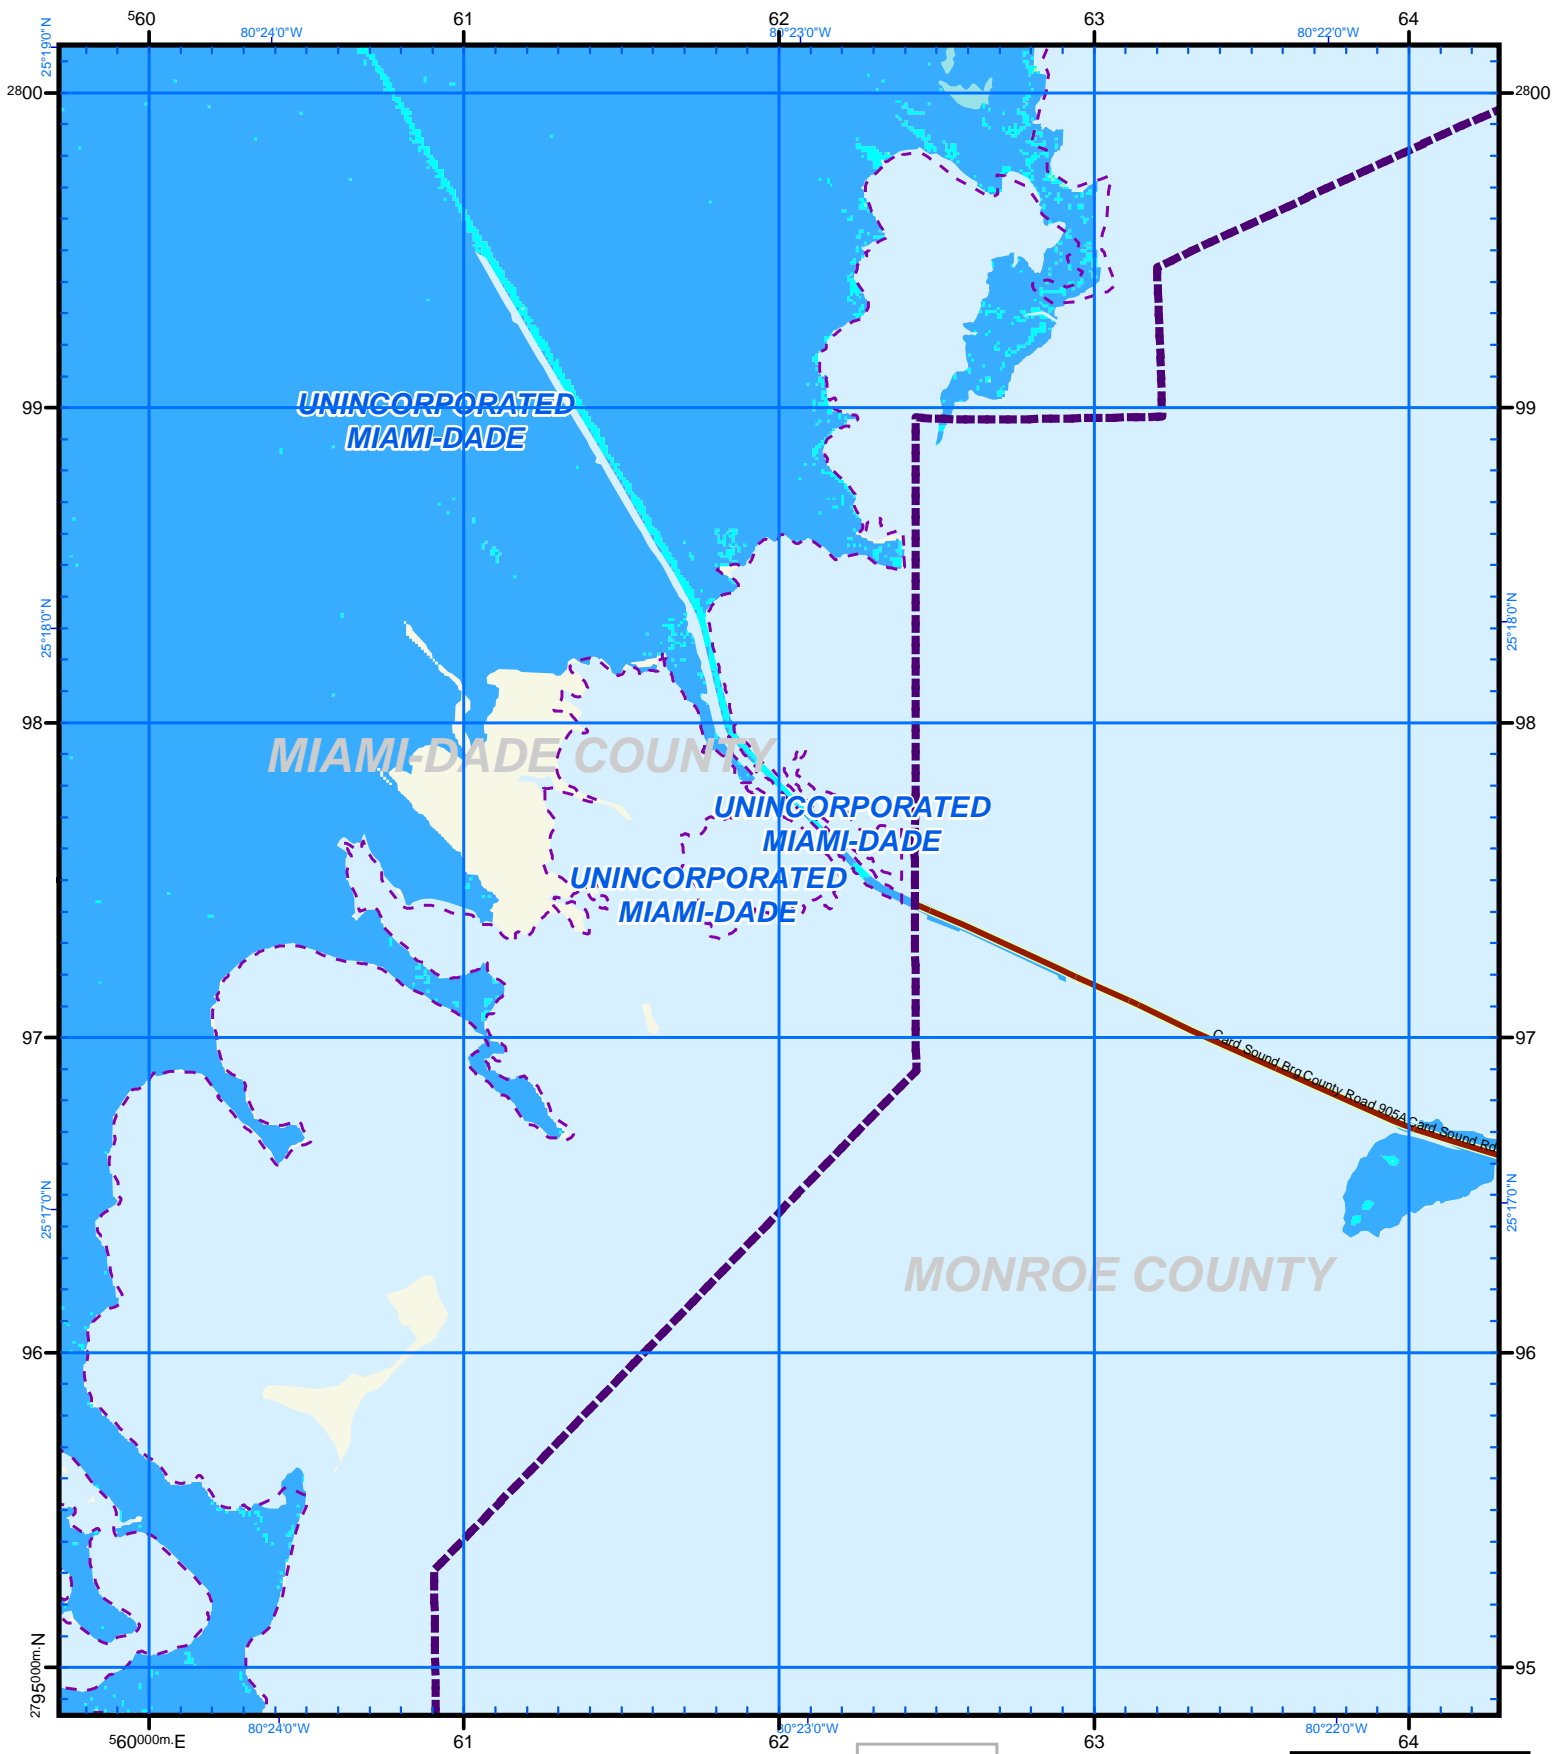 ⁵60 61 62 63 64
80°24'0"W 80°23'0"W 80°22'0"W
25°19'0"N
²⁸00 ²⁸00
UNINCORPORATED
MIAMI-DADE
99 99
25°18'0"N 25°18'0"N
98 98
MIAMI-DADE COUNTY
UNINCORPORATED
MIAMI-DADE
UNINCORPORATED
MIAMI-DADE
97 97
Card Sound Brg County Road 905A Card Sound Rd
25°17'0"N 25°17'0"N
MONROE COUNTY
96 96
2795⁰⁰⁰ᵐ·N 95
80°24'0"W 80°23'0"W 80°22'0"W
⁵60⁰⁰⁰ᵐ·E 61 62 63 64